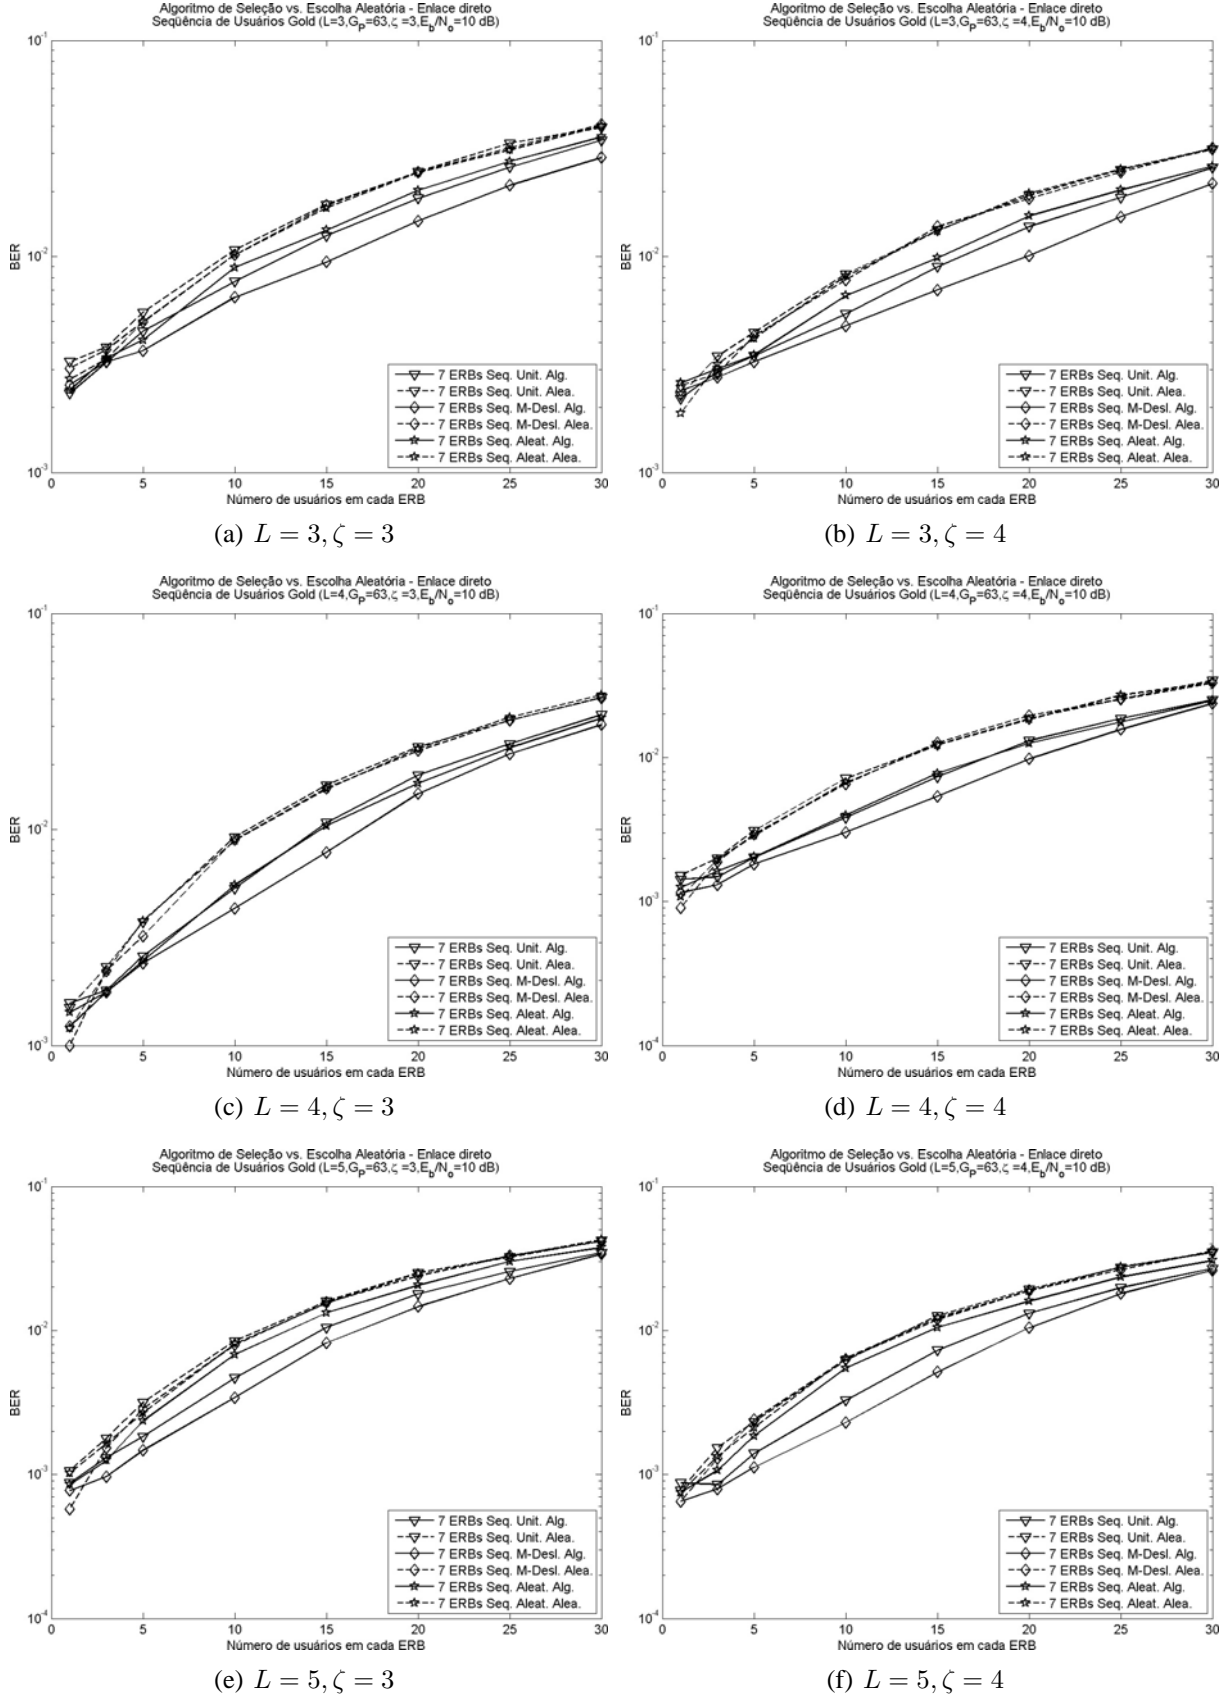 Algoritmo de Seleção vs. Escolha Aleatória - Enlace direto
Seqüência de Usuários Gold (L=3,G_P=63,ζ =3,E_b/N_o=10 dB)
10^-1
10^-2
10^-3
BER
0 5 10 15 20 25 30
Número de usuários em cada ERB
7 ERBs Seq. Unit. Alg.
7 ERBs Seq. Unit. Alea.
7 ERBs Seq. M-Desl. Alg.
7 ERBs Seq. M-Desl. Alea.
7 ERBs Seq. Aleat. Alg.
7 ERBs Seq. Aleat. Alea.
(a) L = 3, ζ = 3
Algoritmo de Seleção vs. Escolha Aleatória - Enlace direto
Seqüência de Usuários Gold (L=3,G_P=63,ζ =4,E_b/N_o=10 dB)
10^-1
10^-2
10^-3
BER
0 5 10 15 20 25 30
Número de usuários em cada ERB
7 ERBs Seq. Unit. Alg.
7 ERBs Seq. Unit. Alea.
7 ERBs Seq. M-Desl. Alg.
7 ERBs Seq. M-Desl. Alea.
7 ERBs Seq. Aleat. Alg.
7 ERBs Seq. Aleat. Alea.
(b) L = 3, ζ = 4
Algoritmo de Seleção vs. Escolha Aleatória - Enlace direto
Seqüência de Usuários Gold (L=4,G_P=63,ζ =3,E_b/N_o=10 dB)
10^-1
10^-2
10^-3
BER
0 5 10 15 20 25 30
Número de usuários em cada ERB
7 ERBs Seq. Unit. Alg.
7 ERBs Seq. Unit. Alea.
7 ERBs Seq. M-Desl. Alg.
7 ERBs Seq. M-Desl. Alea.
7 ERBs Seq. Aleat. Alg.
7 ERBs Seq. Aleat. Alea.
(c) L = 4, ζ = 3
Algoritmo de Seleção vs. Escolha Aleatória - Enlace direto
Seqüência de Usuários Gold (L=4,G_P=63,ζ =4,E_b/N_o=10 dB)
10^-1
10^-2
10^-3
10^-4
BER
0 5 10 15 20 25 30
Número de usuários em cada ERB
7 ERBs Seq. Unit. Alg.
7 ERBs Seq. Unit. Alea.
7 ERBs Seq. M-Desl. Alg.
7 ERBs Seq. M-Desl. Alea.
7 ERBs Seq. Aleat. Alg.
7 ERBs Seq. Aleat. Alea.
(d) L = 4, ζ = 4
Algoritmo de Seleção vs. Escolha Aleatória - Enlace direto
Seqüência de Usuários Gold (L=5,G_P=63,ζ =3,E_b/N_o=10 dB)
10^-1
10^-2
10^-3
10^-4
BER
0 5 10 15 20 25 30
Número de usuários em cada ERB
7 ERBs Seq. Unit. Alg.
7 ERBs Seq. Unit. Alea.
7 ERBs Seq. M-Desl. Alg.
7 ERBs Seq. M-Desl. Alea.
7 ERBs Seq. Aleat. Alg.
7 ERBs Seq. Aleat. Alea.
(e) L = 5, ζ = 3
Algoritmo de Seleção vs. Escolha Aleatória - Enlace direto
Seqüência de Usuários Gold (L=5,G_P=63,ζ =4,E_b/N_o=10 dB)
10^-1
10^-2
10^-3
10^-4
BER
0 5 10 15 20 25 30
Número de usuários em cada ERB
7 ERBs Seq. Unit. Alg.
7 ERBs Seq. Unit. Alea.
7 ERBs Seq. M-Desl. Alg.
7 ERBs Seq. M-Desl. Alea.
7 ERBs Seq. Aleat. Alg.
7 ERBs Seq. Aleat. Alea.
(f) L = 5, ζ = 4